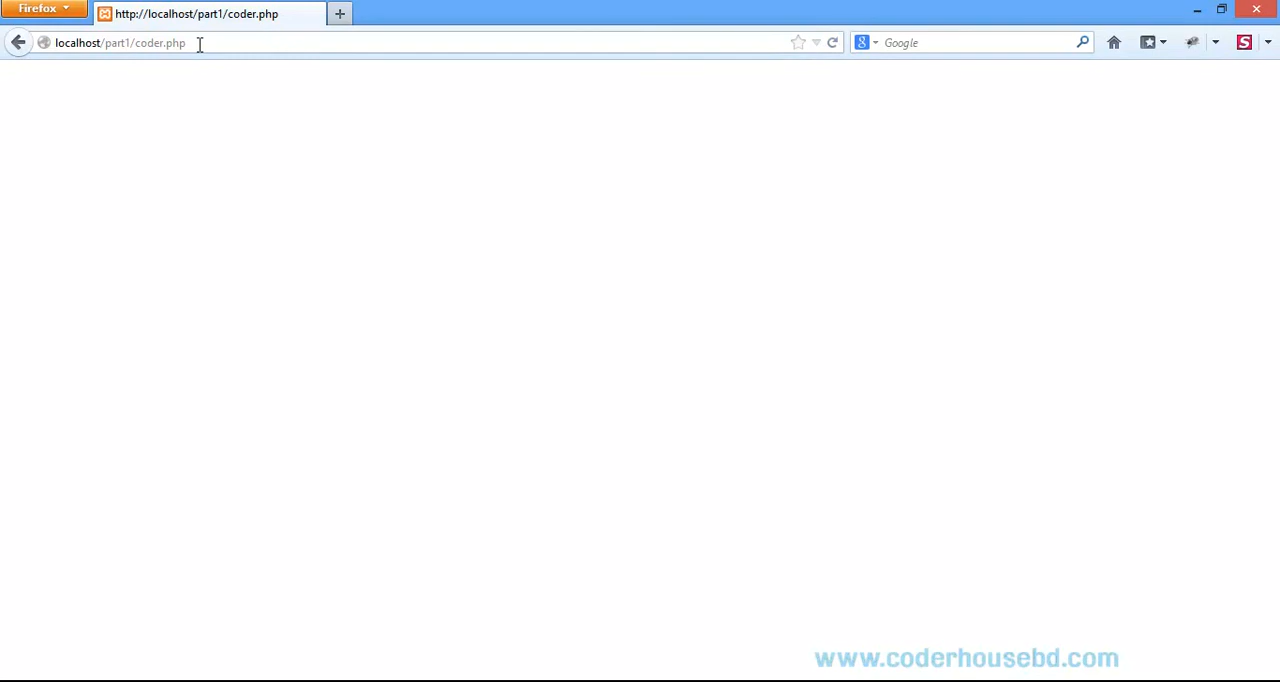 Firefox
http://localhost/part1/coder.php
localhost/part1/coder.php
Google
www.coderhousebd.com